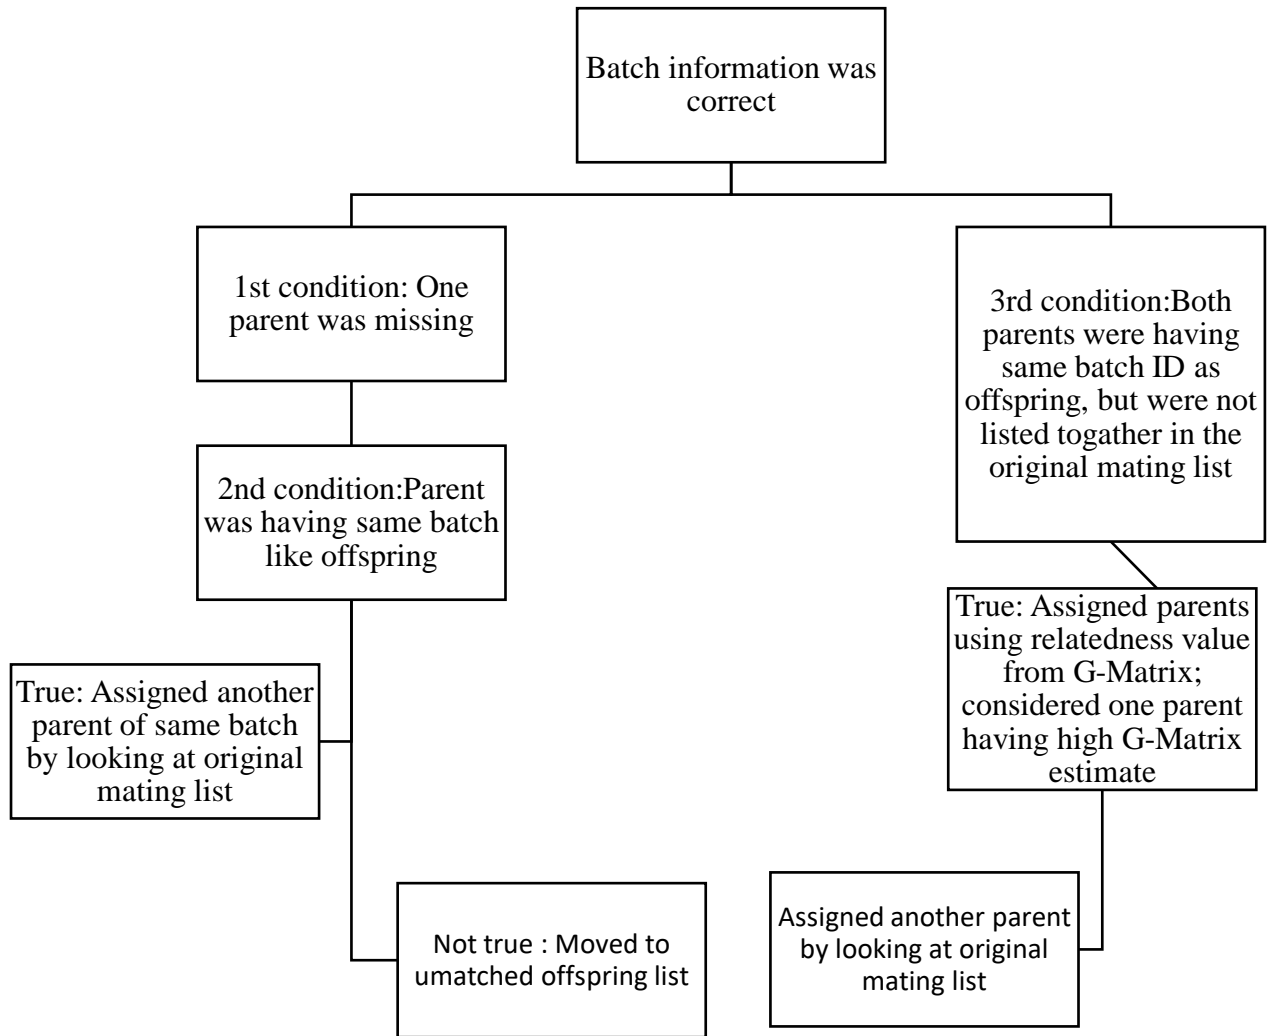 Batch information was
correct
1st condition: One
parent was missing
2nd condition:Parent
was having same batch
like offspring
True: Assigned another
parent of same batch
by looking at original
mating list
Not true : Moved to
umatched offspring list
3rd condition:Both
parents were having
same batch ID as
offspring, but were not
listed togather in the
original mating list
True: Assigned parents
using relatedness value
from G-Matrix;
considered one parent
having high G-Matrix
estimate
Assigned another parent
by looking at original
mating list